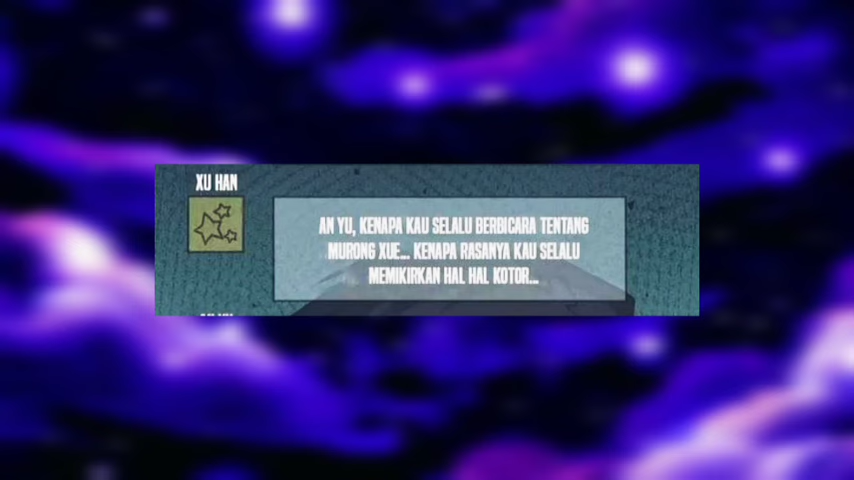 XU HAN
AN YU, KENAPA KAU SELALU BERBICARA TENTANG
MURONG XUE... KENAPA RASANYA KAU SELALU
MEMIKIRKAN HAL HAL KOTOR...